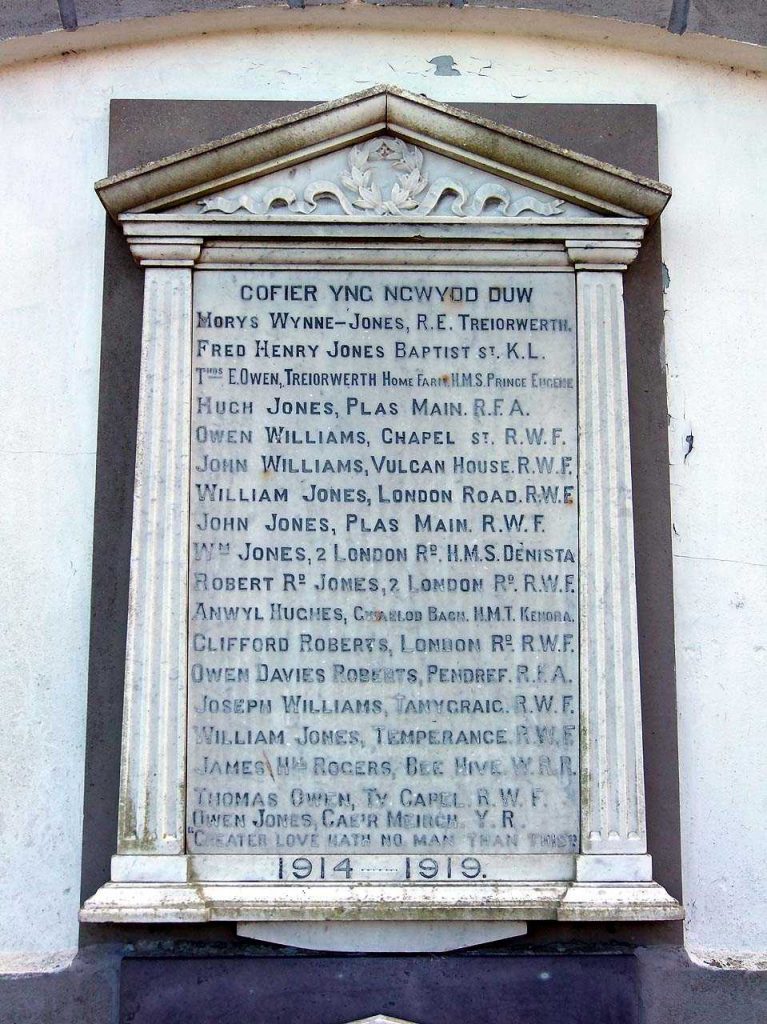 COFIER YNG NGWYDD DUW
MORYS WYNNE-JONES, R.E. TREIORWERTH.
FRED HENRY JONES BAPTIST ST. K.L.
THOS E.OWEN, TREIORWERTH HOME FARM, H.M.S. PRINCE EUGENE
HUGH JONES, PLAS MAIN. R.F.A.
OWEN WILLIAMS, CHAPEL ST. R.W.F.
JOHN WILLIAMS, VULCAN HOUSE. R.W.F.
WILLIAM JONES, LONDON ROAD. R.W.F.
JOHN JONES, PLAS MAIN. R.W.F.
WM JONES, 2 LONDON RD. H.M.S. DENISTA
ROBERT RD JONES, 2 LONDON RD. R.W.F.
ANWYL HUGHES, BACH. H.M.T. KENORA.
CLIFFORD ROBERTS, LONDON RD. R.W.F.
OWEN DAVIES ROBERTS, PENDREF. R.F.A.
JOSEPH WILLIAMS, TANYGRAIG. R.W.F.
WILLIAM JONES, TEMPERANCE. R.W.F.
JAMES HH ROGERS, BEE HIVE. W.R.R.
THOMAS OWEN, TY CAPEL. R.W.F.
OWEN JONES, CAE'R MEIRCH. Y.R.
"GREATER LOVE HATH NO MAN THAN THIS"
1914 ------ 1919.